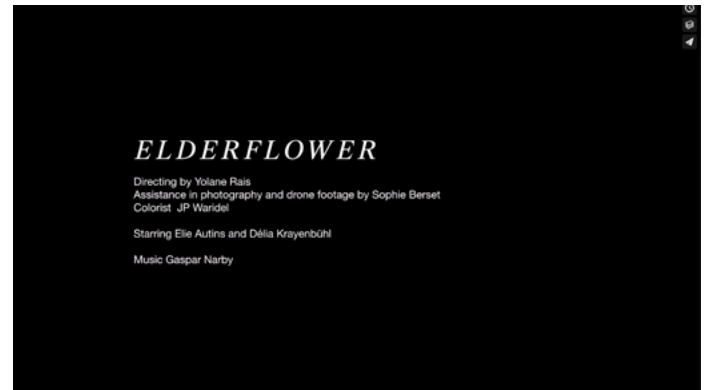 ELDERFLOWER
Directing by Yolane Rais
Assistance in photography and drone footage by Sophie Berset
Colorist JP Waridel
Starring Elie Autins and Délia Krayenbühl
Music Gaspar Narby